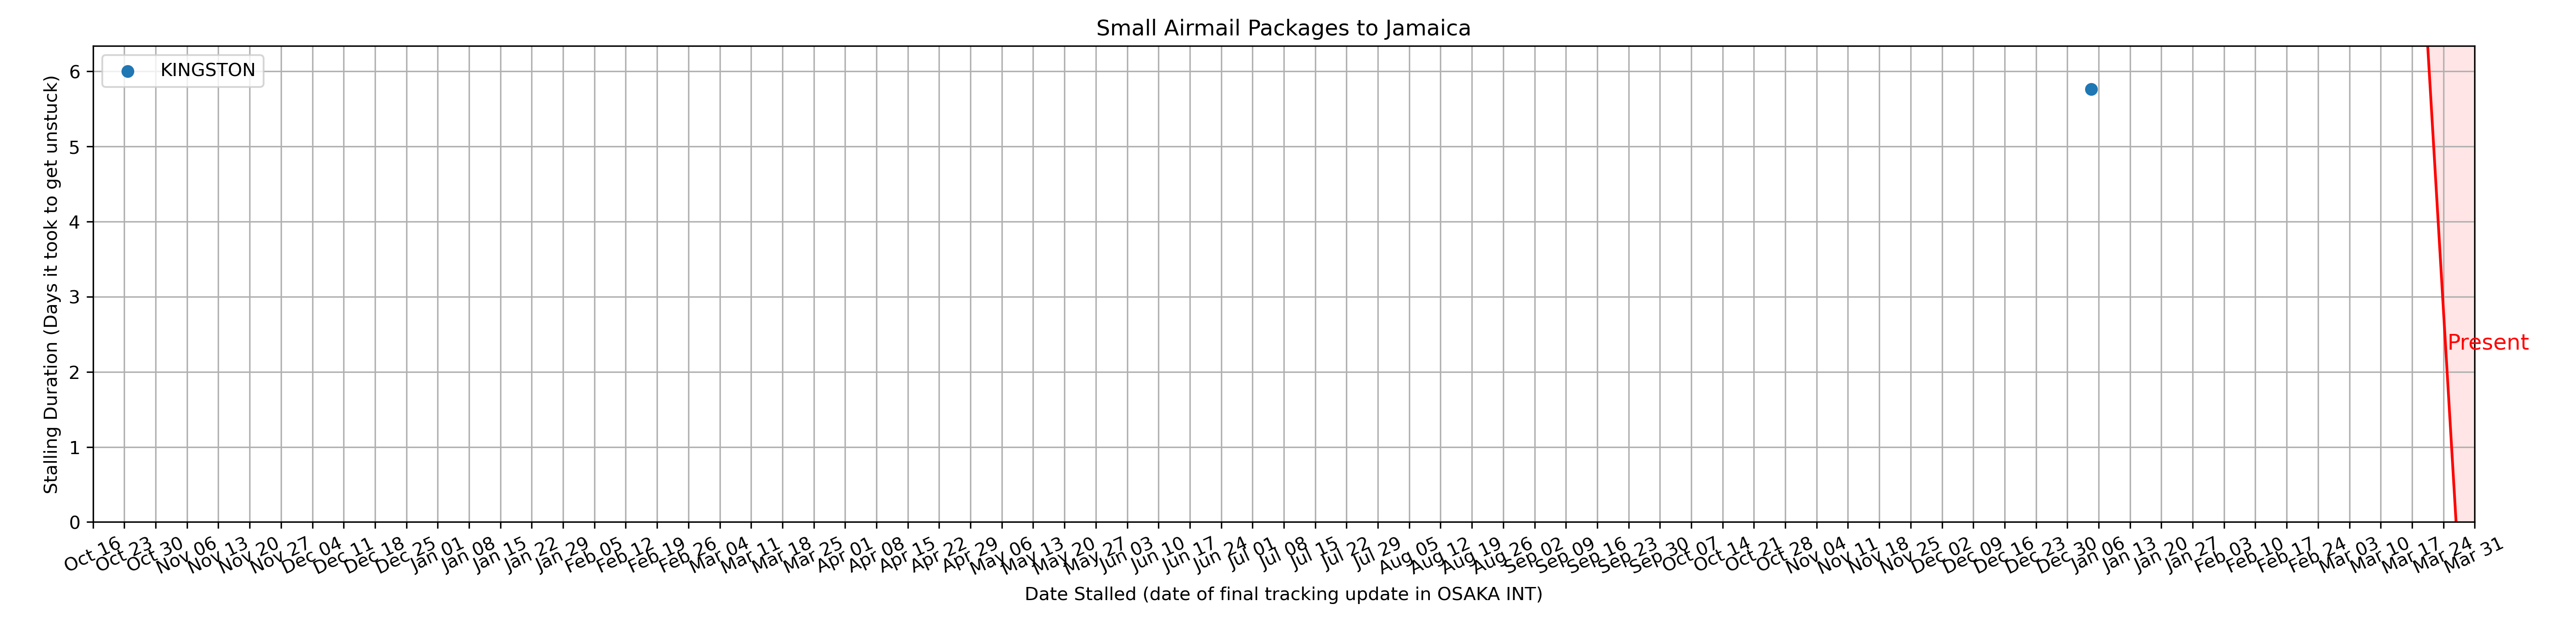 Small Airmail Packages to Jamaica
KINGSTON
Stalling Duration (Days it took to get unstuck)
6
5
4
3
2
1
0
Present
Oct 16 Oct 23 Oct 30 Nov 06 Nov 13 Nov 20 Nov 27 Dec 04 Dec 11 Dec 18 Dec 25 Jan 01 Jan 08 Jan 15 Jan 22 Jan 29 Feb 05 Feb 12 Feb 19 Feb 26 Mar 04 Mar 11 Mar 18 Mar 25 Apr 01 Apr 08 Apr 15 Apr 22 Apr 29 May 06 May 13 May 20 May 27 Jun 03 Jun 10 Jun 17 Jun 24 Jul 01 Jul 08 Jul 15 Jul 22 Jul 29 Aug 05 Aug 12 Aug 19 Aug 26 Sep 02 Sep 09 Sep 16 Sep 23 Sep 30 Oct 07 Oct 14 Oct 21 Oct 28 Nov 04 Nov 11 Nov 18 Nov 25 Dec 02 Dec 09 Dec 16 Dec 23 Dec 30 Jan 06 Jan 13 Jan 20 Jan 27 Feb 03 Feb 10 Feb 17 Feb 24 Mar 03 Mar 10 Mar 17 Mar 24 Mar 31
Date Stalled (date of final tracking update in OSAKA INT)